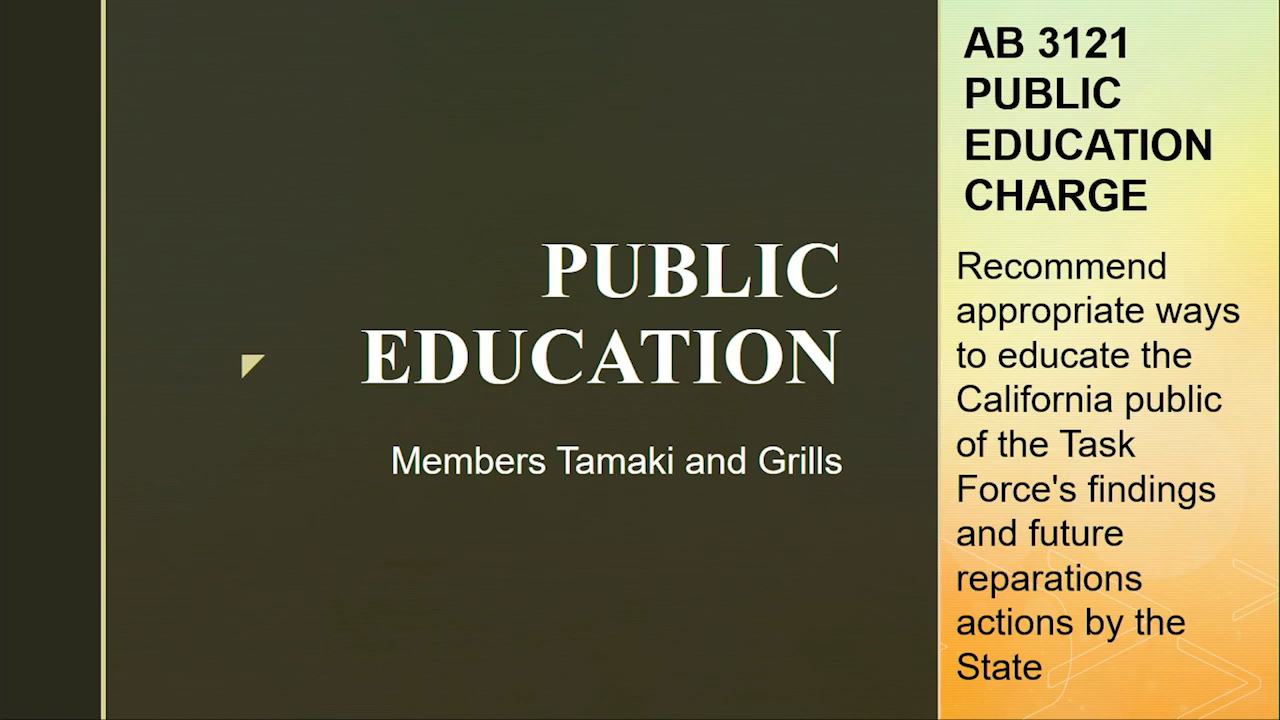 PUBLIC
EDUCATION
Members Tamaki and Grills
AB 3121
PUBLIC
EDUCATION
CHARGE
Recommend
appropriate ways
to educate the
California public
of the Task
Force's findings
and future
reparations
actions by the
State